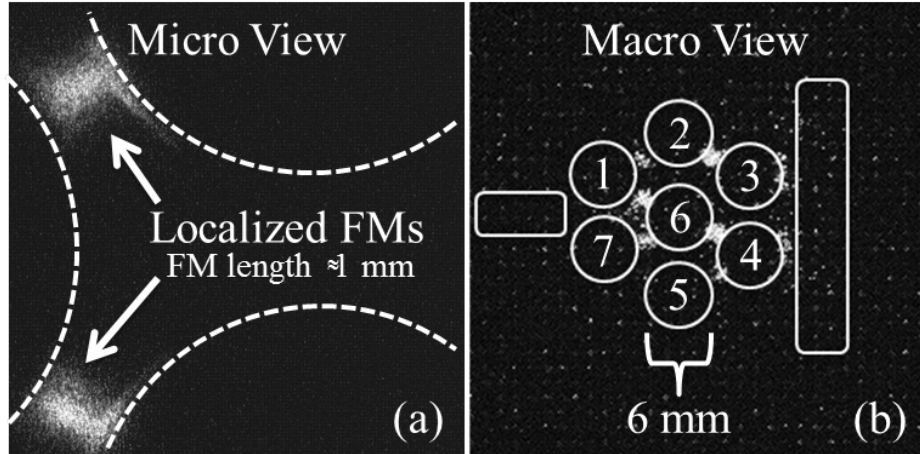 Micro View
Localized FMs
FM length ≈1 mm
(a)
Macro View
2
1
3
6
7
4
5
6 mm
(b)